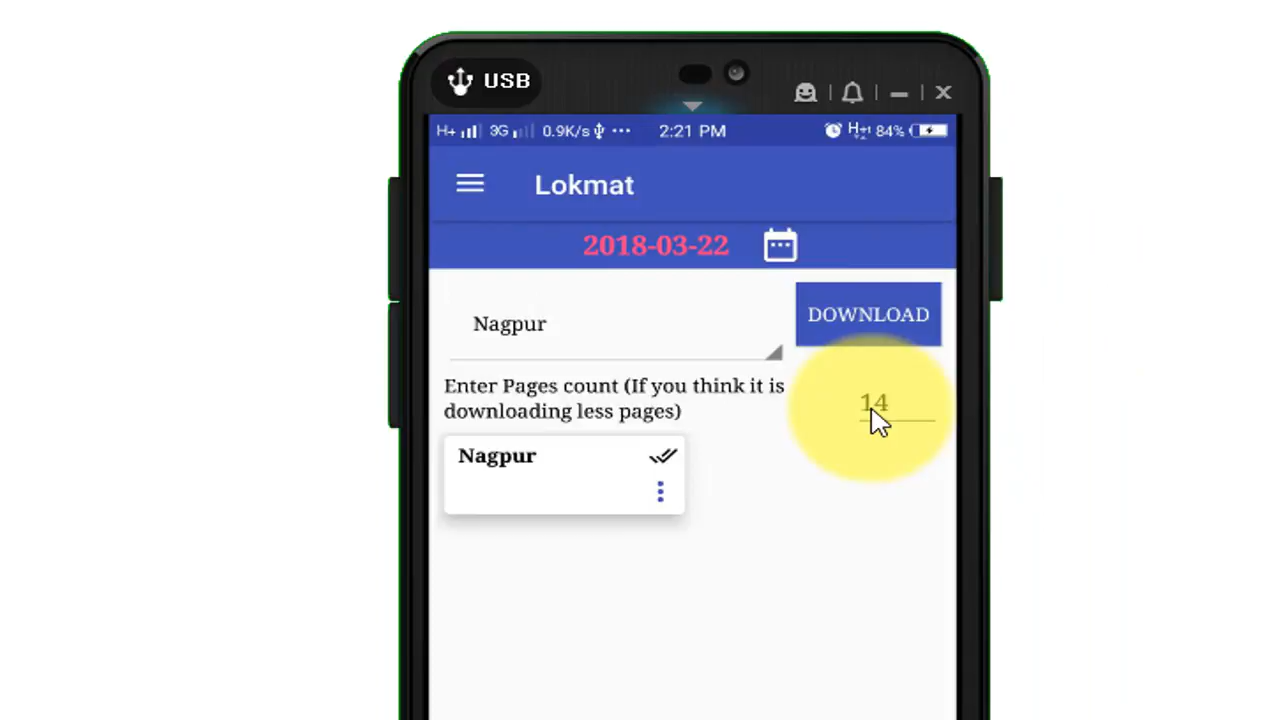 USB
H+ 3G 0.9K/s ... 2:21 PM H+ 84%
Lokmat
2018-03-22
Nagpur
DOWNLOAD
Enter Pages count (If you think it is
downloading less pages)
14
Nagpur